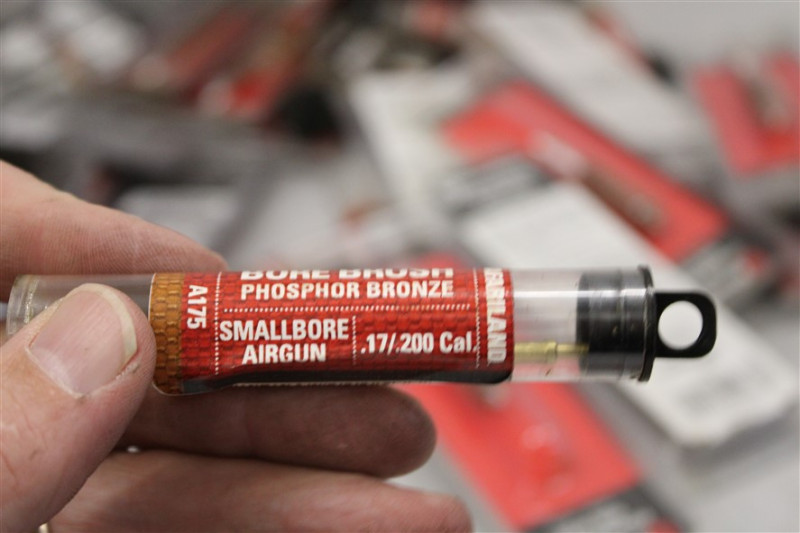 A175
BORE BRUSH
PHOSPHOR BRONZE
SMALLBORE
AIRGUN
.17/.200 Cal.